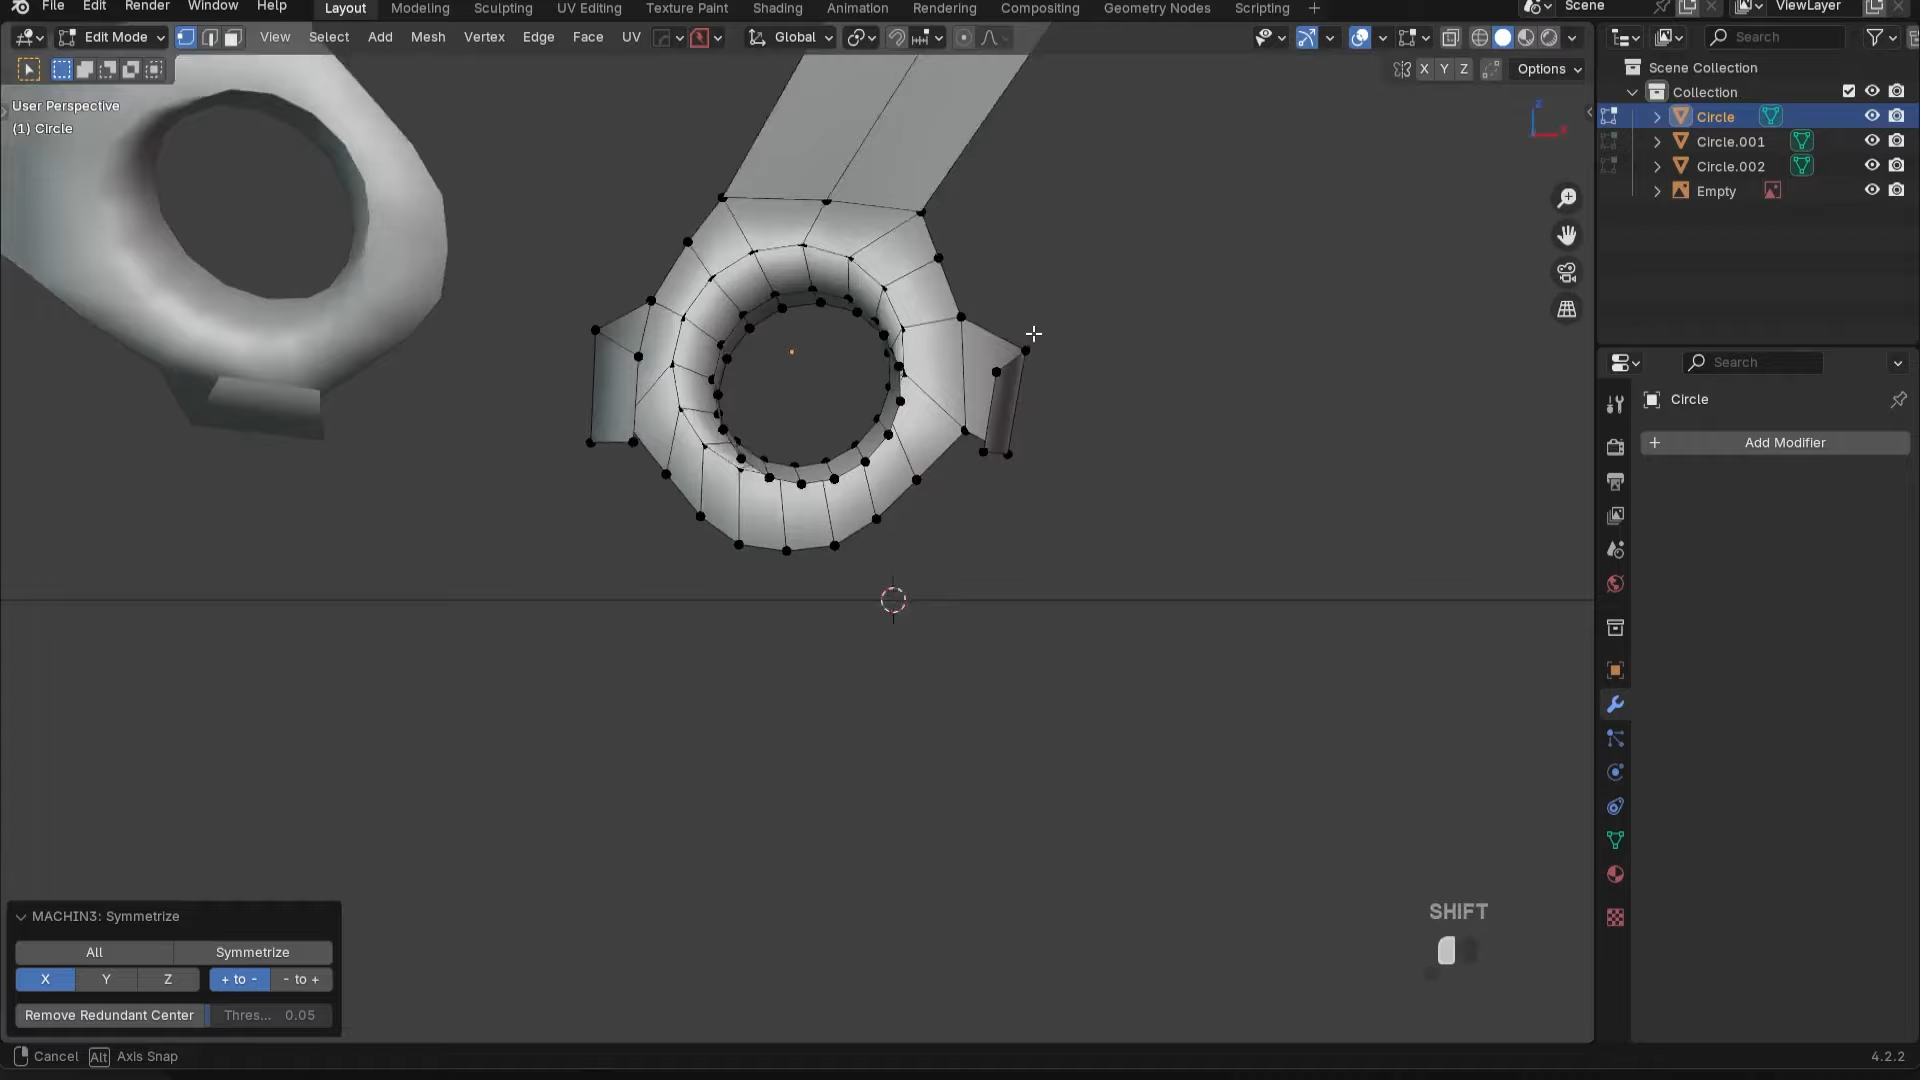 File Edit Render Window Help Layout Modeling Sculpting UV Editing Texture Paint Shading Animation Rendering Compositing Geometry Nodes Scripting + Scene ViewLayer
Edit Mode View Select Add Mesh Vertex Edge Face UV Global Search
X Y Z Options
Scene Collection
User Perspective
(1) Circle
Collection
Circle
Circle.001
Circle.002
Empty
Z
X
Search
Circle
+ Add Modifier
SHIFT
MACHIN3: Symmetrize
All Symmetrize
X Y Z + to - - to +
Remove Redundant Center Thres... 0.05
Cancel Alt Axis Snap 4.2.2